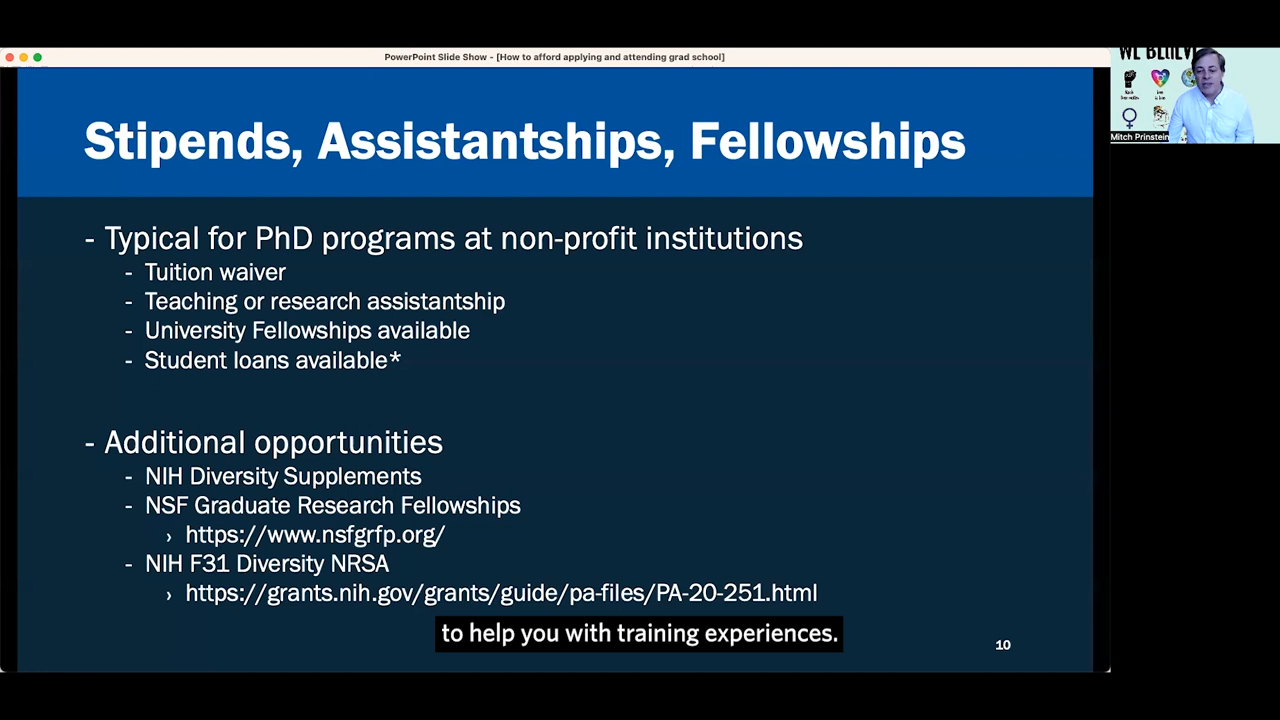 PowerPoint Slide Show - [How to afford applying and attending grad school]
WE BELIEVE
Mitch Prinstein
Stipends, Assistantships, Fellowships
- Typical for PhD programs at non-profit institutions
- Tuition waiver
- Teaching or research assistantship
- University Fellowships available
- Student loans available*
- Additional opportunities
- NIH Diversity Supplements
- NSF Graduate Research Fellowships
› https://www.nsfgrfp.org/
- NIH F31 Diversity NRSA
› https://grants.nih.gov/grants/guide/pa-files/PA-20-251.html
to help you with training experiences.
10